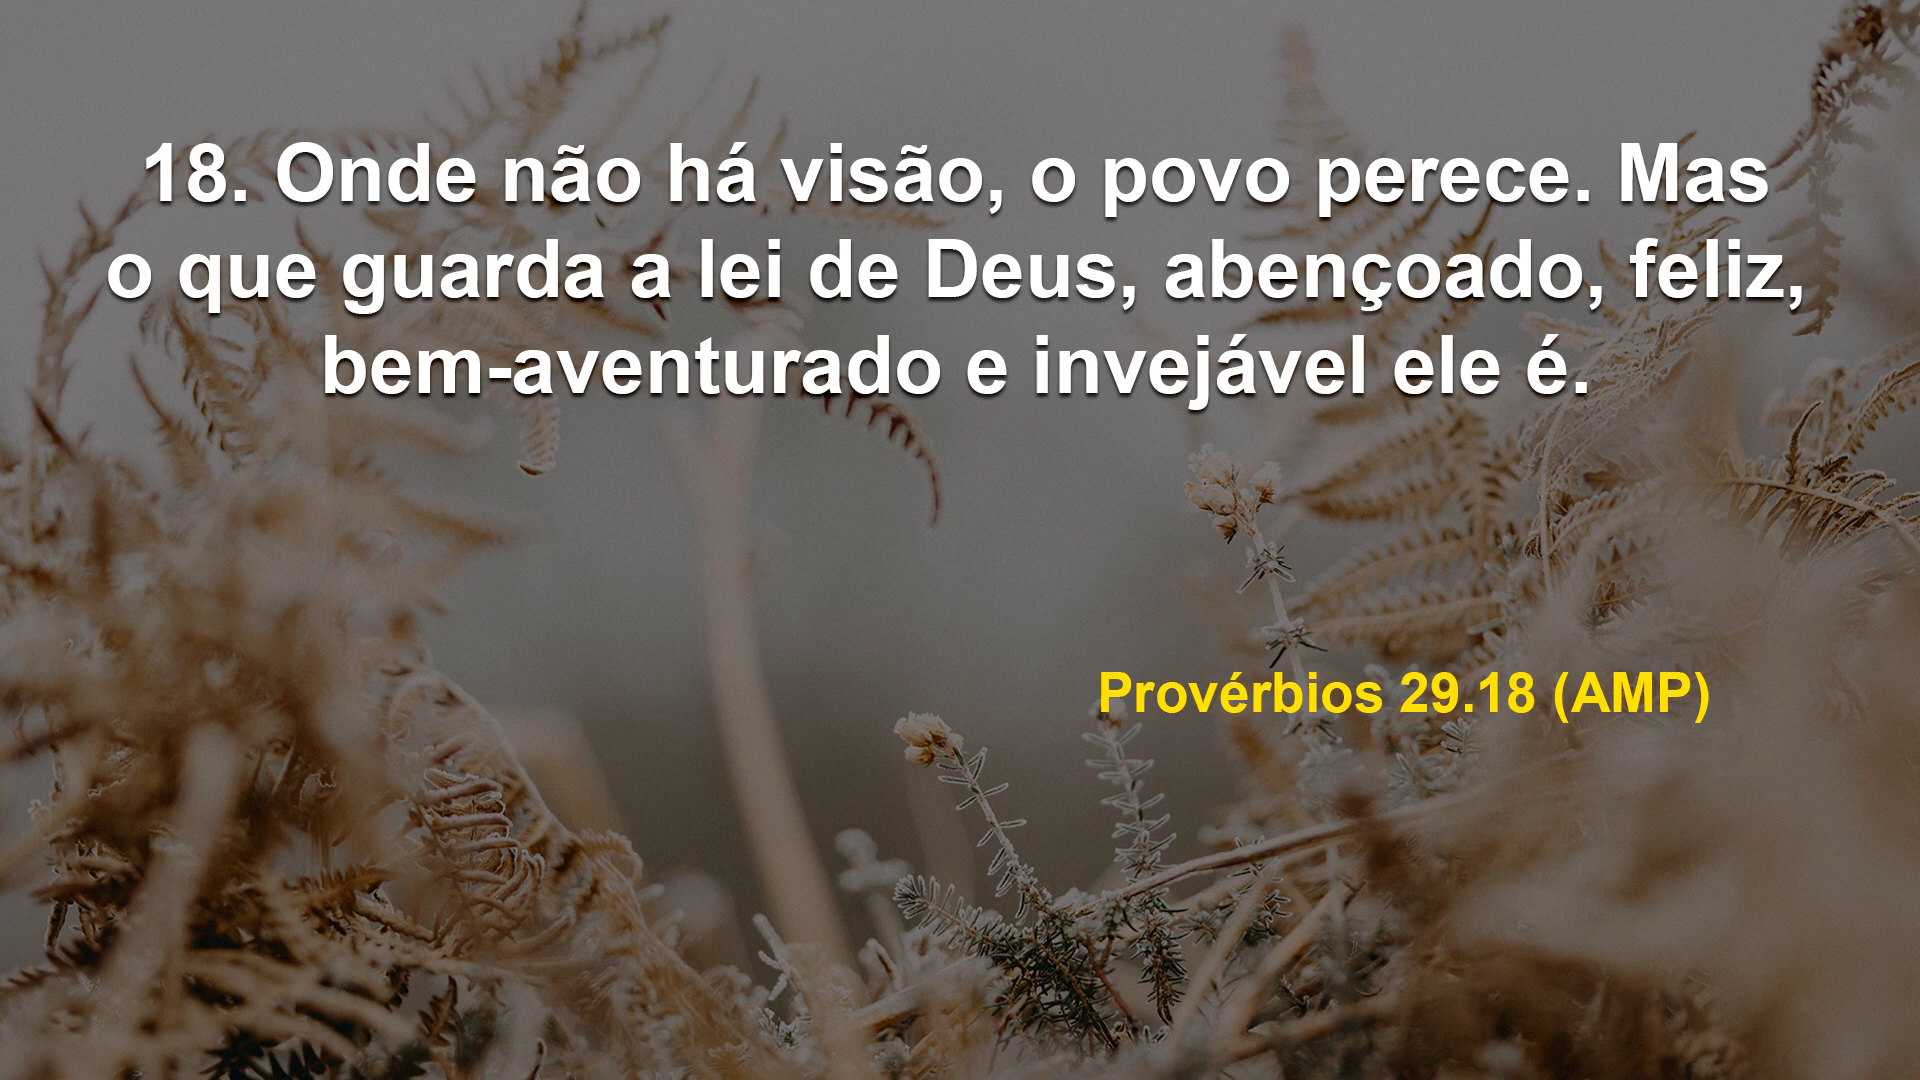 18. Onde não há visão, o povo perece. Mas
o que guarda a lei de Deus, abençoado, feliz,
bem-aventurado e invejável ele é.
Provérbios 29.18 (AMP)